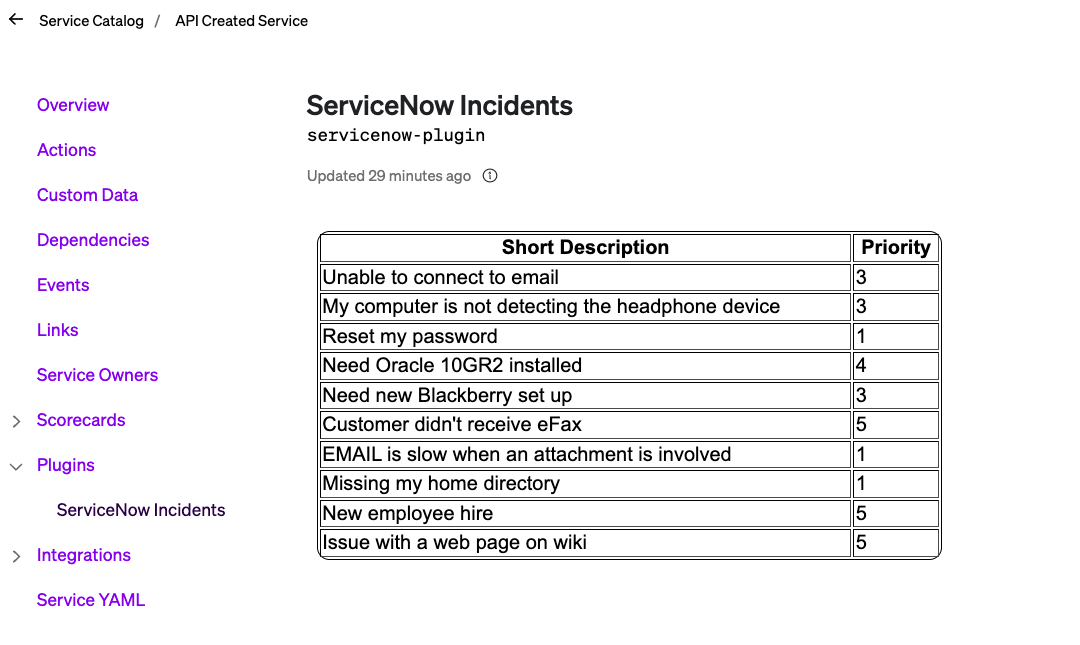 Service Catalog / API Created Service
Overview
Actions
Custom Data
Dependencies
Events
Links
Service Owners
Scorecards
Plugins
ServiceNow Incidents
Integrations
Service YAML
ServiceNow Incidents
servicenow-plugin
Updated 29 minutes ago
Short Description Priority
Unable to connect to email 3
My computer is not detecting the headphone device 3
Reset my password 1
Need Oracle 10GR2 installed 4
Need new Blackberry set up 3
Customer didn't receive eFax 5
EMAIL is slow when an attachment is involved 1
Missing my home directory 1
New employee hire 5
Issue with a web page on wiki 5